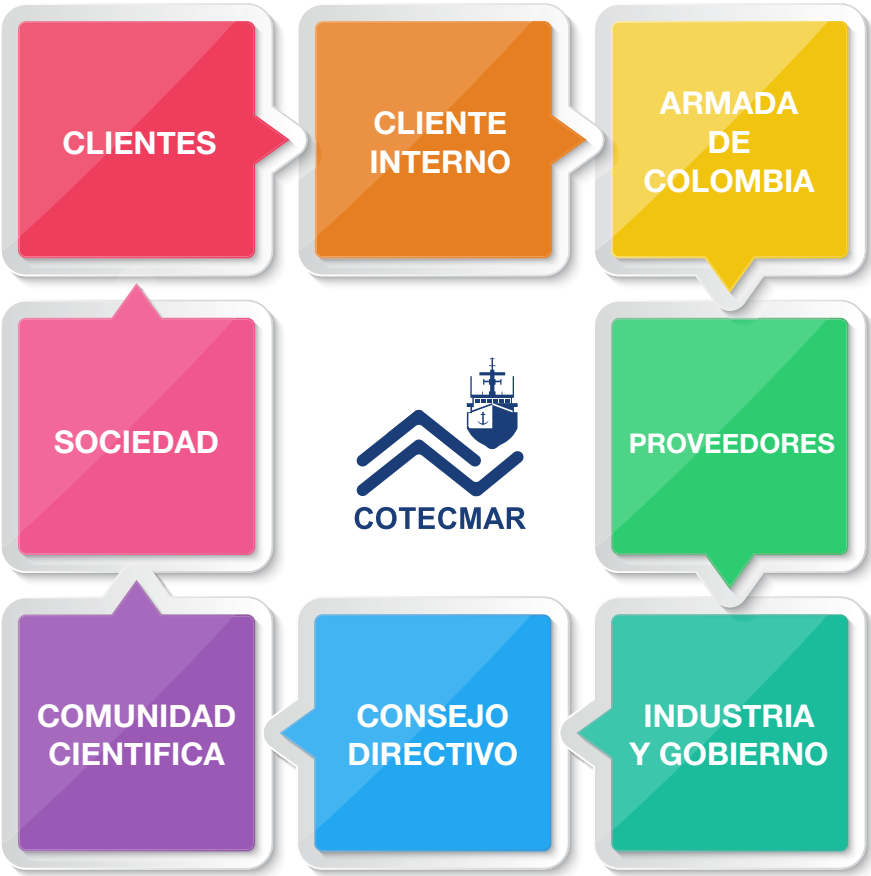 CLIENTES
CLIENTE
INTERNO
ARMADA
DE
COLOMBIA
SOCIEDAD
COTECMAR
PROVEEDORES
COMUNIDAD
CIENTIFICA
CONSEJO
DIRECTIVO
INDUSTRIA
Y GOBIERNO